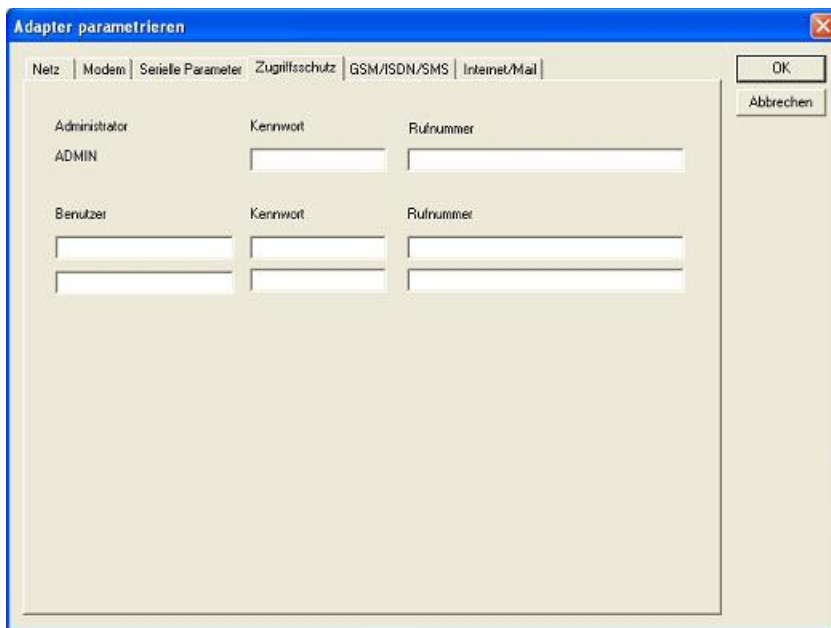 Adapter parametrieren
Netz Modem Serielle Parameter Zugriffsschutz GSM/ISDN/SMS Internet/Mail
OK
Abbrechen
Administrator Kennwort Rufnummer
ADMIN
Benutzer Kennwort Rufnummer